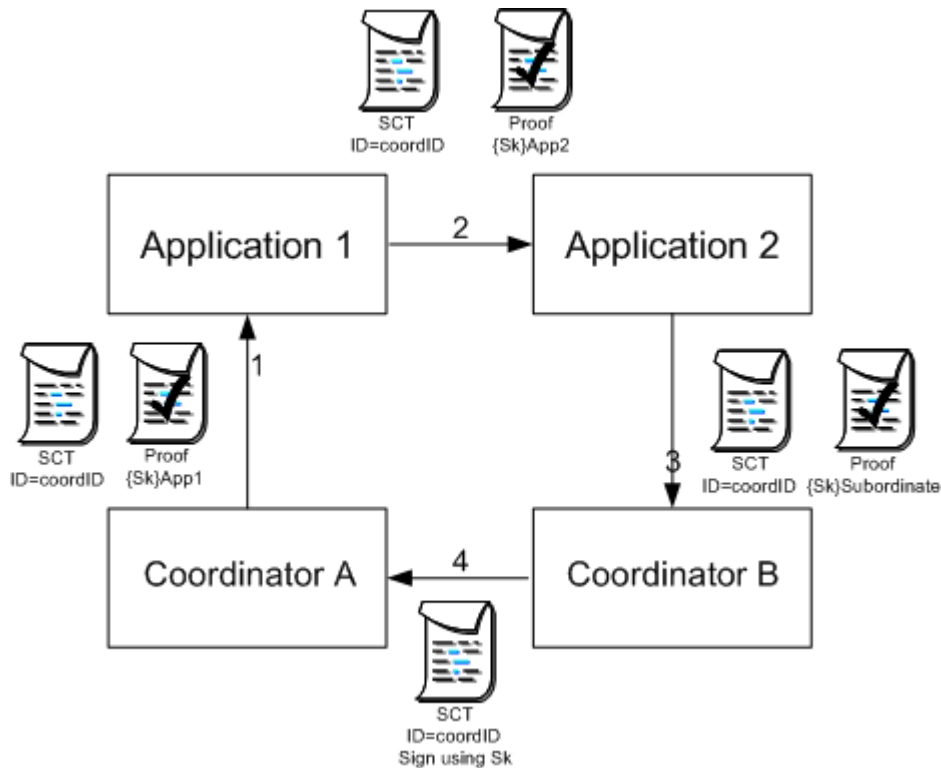 SCT
ID=coordID
Proof
{Sk}App2
Application 1
2
Application 2
SCT
ID=coordID
Proof
{Sk}App1
1
3
SCT
ID=coordID
Proof
{Sk}Subordinate
Coordinator A
4
Coordinator B
SCT
ID=coordID
Sign using Sk